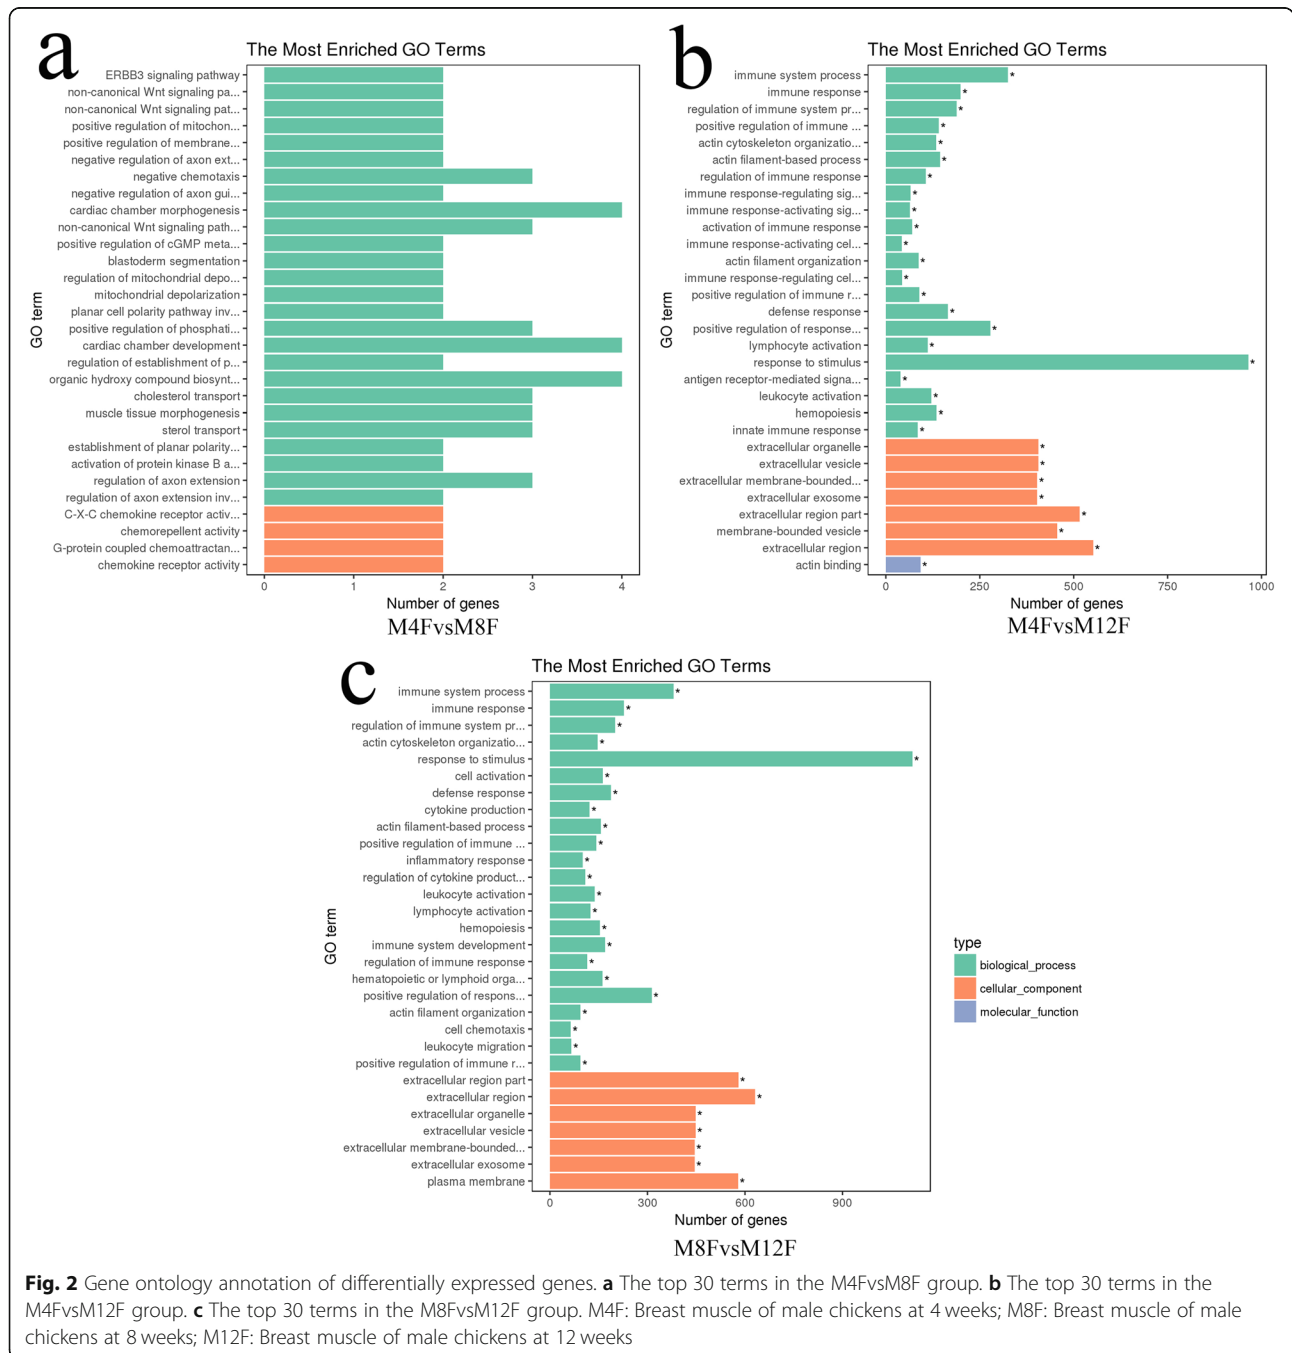 a
The Most Enriched GO Terms
ERBB3 signaling pathway
non-canonical Wnt signaling pa...
non-canonical Wnt signaling pat...
positive regulation of mitochon...
positive regulation of membrane...
negative regulation of axon ext...
negative chemotaxis
negative regulation of axon gui...
cardiac chamber morphogenesis
non-canonical Wnt signaling path...
positive regulation of cGMP meta...
blastoderm segmentation
regulation of mitochondrial depo...
mitochondrial depolarization
planar cell polarity pathway inv...
positive regulation of phosphati...
cardiac chamber development
regulation of establishment of p...
organic hydroxy compound biosynt...
cholesterol transport
muscle tissue morphogenesis
sterol transport
establishment of planar polarity...
activation of protein kinase B a...
regulation of axon extension
regulation of axon extension inv...
C-X-C chemokine receptor activ...
chemorepellent activity
G-protein coupled chemoattractan...
chemokine receptor activity
GO term
0 1 2 3 4
Number of genes
M4FvsM8F
b
The Most Enriched GO Terms
immune system process *
immune response *
regulation of immune system pr... *
positive regulation of immune ... *
actin cytoskeleton organizatio... *
actin filament-based process *
regulation of immune response *
immune response-regulating sig... *
immune response-activating sig... *
activation of immune response *
immune response-activating cel... *
actin filament organization *
immune response-regulating cel... *
positive regulation of immune r... *
defense response *
positive regulation of response... *
lymphocyte activation *
response to stimulus *
antigen receptor-mediated signa... *
leukocyte activation *
hemopoiesis *
innate immune response *
extracellular organelle *
extracellular vesicle *
extracellular membrane-bounded... *
extracellular exosome *
extracellular region part *
membrane-bounded vesicle *
extracellular region *
actin binding *
GO term
0 250 500 750 1000
Number of genes
M4FvsM12F
c
The Most Enriched GO Terms
immune system process *
immune response *
regulation of immune system pr... *
actin cytoskeleton organizatio... *
response to stimulus *
cell activation *
defense response *
cytokine production *
actin filament-based process *
positive regulation of immune ... *
inflammatory response *
regulation of cytokine product... *
leukocyte activation *
lymphocyte activation *
hemopoiesis *
immune system development *
regulation of immune response *
hematopoietic or lymphoid orga... *
positive regulation of respons... *
actin filament organization *
cell chemotaxis *
leukocyte migration *
positive regulation of immune r... *
extracellular region part *
extracellular region *
extracellular organelle *
extracellular vesicle *
extracellular membrane-bounded... *
extracellular exosome *
plasma membrane *
GO term
0 300 600 900
Number of genes
M8FvsM12F
type
biological_process
cellular_component
molecular_function
Fig. 2 Gene ontology annotation of differentially expressed genes. a The top 30 terms in the M4FvsM8F group. b The top 30 terms in the
M4FvsM12F group. c The top 30 terms in the M8FvsM12F group. M4F: Breast muscle of male chickens at 4 weeks; M8F: Breast muscle of male
chickens at 8 weeks; M12F: Breast muscle of male chickens at 12 weeks